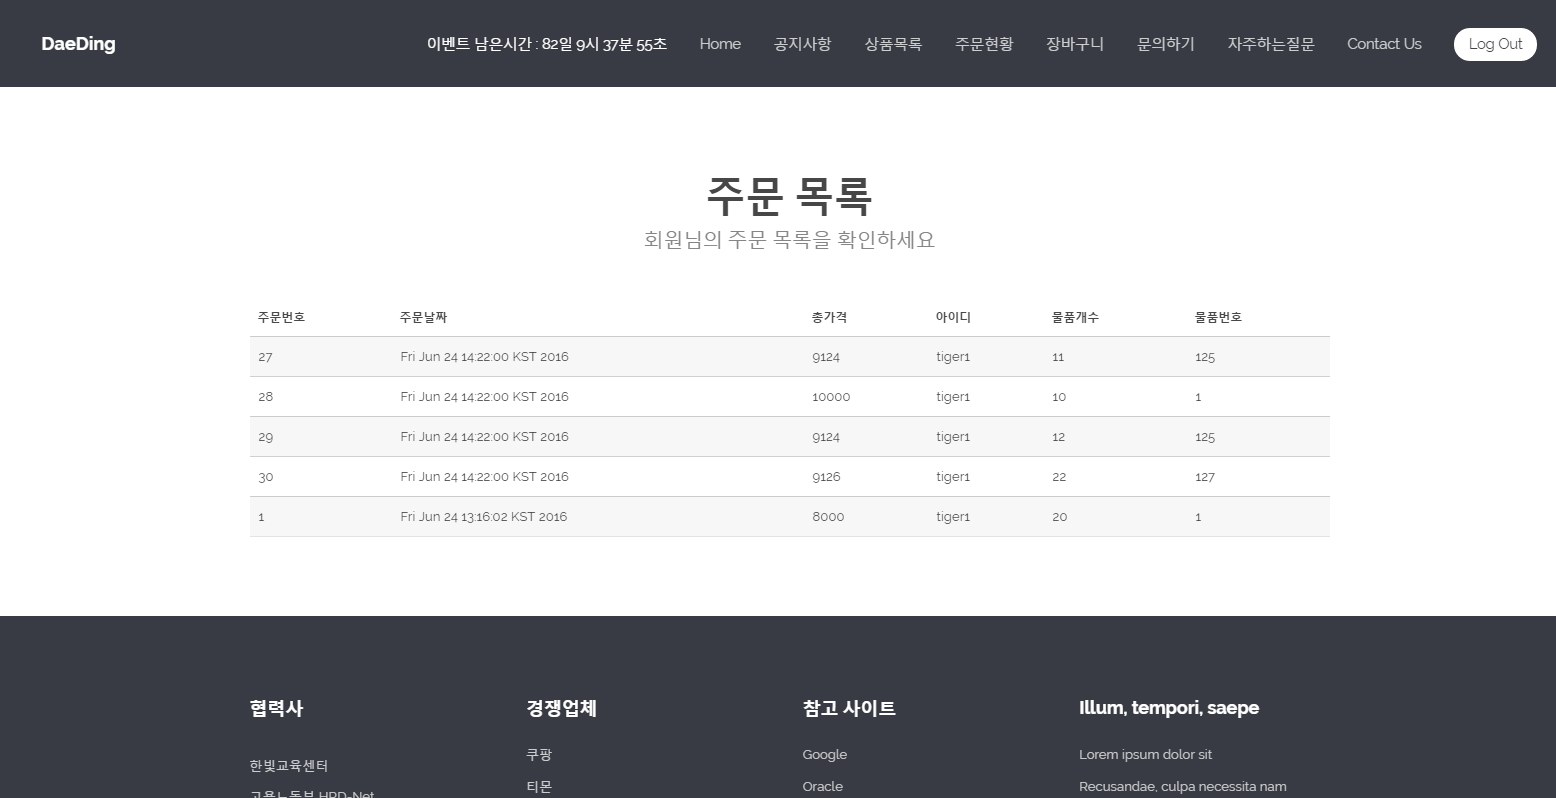 DaeDing 이벤트 남은시간 : 82일 9시 37분 55초 Home 공지사항 상품목록 주문현황 장바구니 문의하기 자주하는질문 Contact Us Log Out
주문 목록
회원님의 주문 목록을 확인하세요
주문번호 주문날짜 총가격 아이디 물품개수 물품번호
27 Fri Jun 24 14:22:00 KST 2016 9124 tiger1 11 125
28 Fri Jun 24 14:22:00 KST 2016 10000 tiger1 10 1
29 Fri Jun 24 14:22:00 KST 2016 9124 tiger1 12 125
30 Fri Jun 24 14:22:00 KST 2016 9126 tiger1 22 127
1 Fri Jun 24 13:16:02 KST 2016 8000 tiger1 20 1
협력사 경쟁업체 참고 사이트 Illum, tempori, saepe
쿠팡 Google Lorem ipsum dolor sit
한빛교육센터
티몬 Oracle Recusandae, culpa necessita nam
고용노동부 HRD-Net